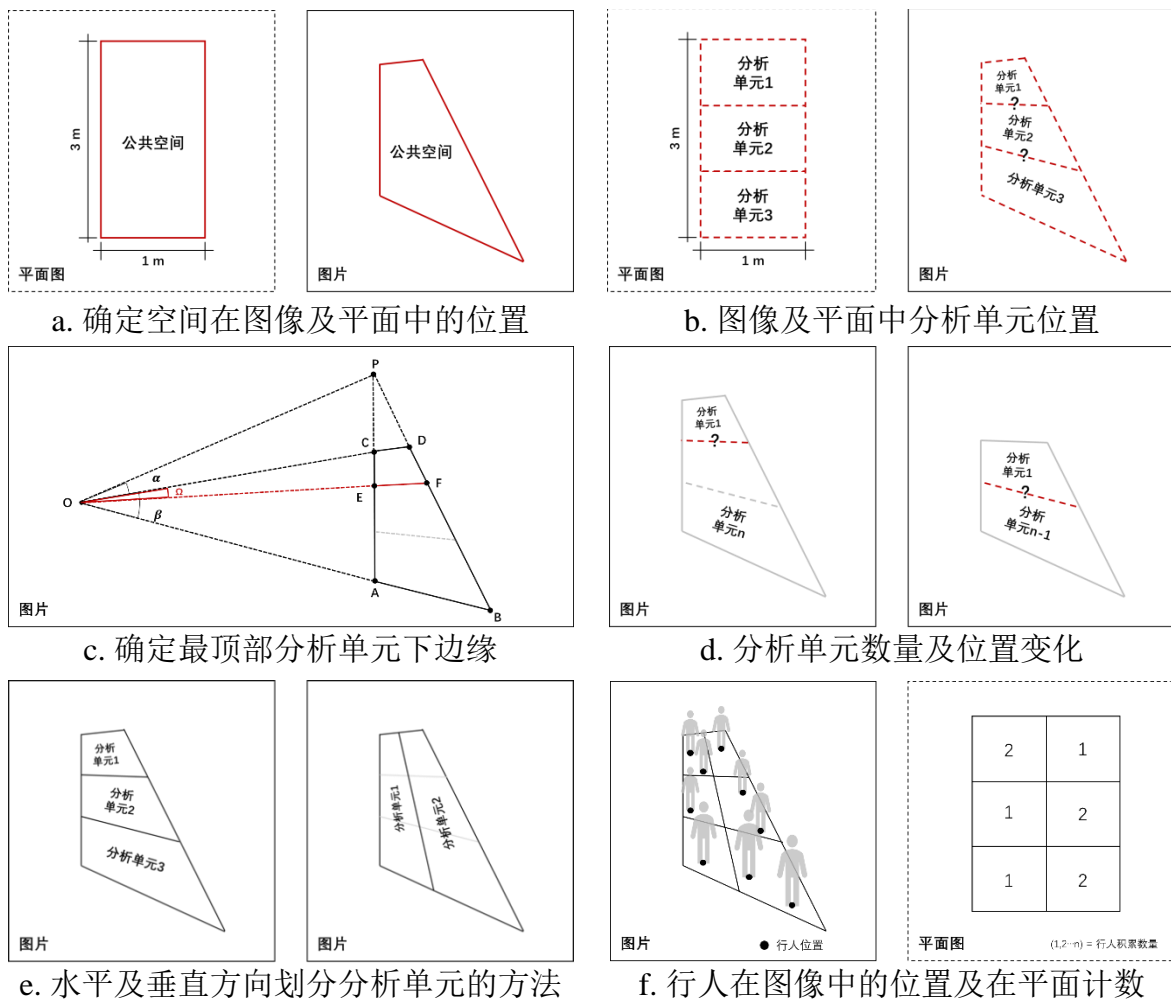 3 m
公共空间
1 m
平面图
公共空间
图片
a. 确定空间在图像及平面中的位置
3 m
分析
单元1
分析
单元2
分析
单元3
1 m
平面图
分析
单元1
?
分析
单元2
?
分析单元3
图片
b. 图像及平面中分析单元位置
P
C
D
α
Ω
O
E
F
β
A
B
图片
c. 确定最顶部分析单元下边缘
分析
单元1
?
分析
单元n
图片
分析
单元1
?
分析
单元n-1
图片
d. 分析单元数量及位置变化
分析
单元1
分析
单元2
分析单元3
图片
分析单元1
分析单元2
图片
e. 水平及垂直方向划分分析单元的方法
图片
行人位置
2
1
1
2
1
2
平面图
(1,2···n) = 行人积累数量
f. 行人在图像中的位置及在平面计数